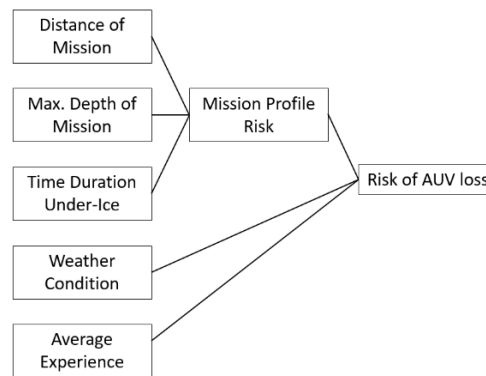 Distance of
Mission
Max. Depth of
Mission
Mission Profile
Risk
Time Duration
Under-Ice
Risk of AUV loss
Weather
Condition
Average
Experience